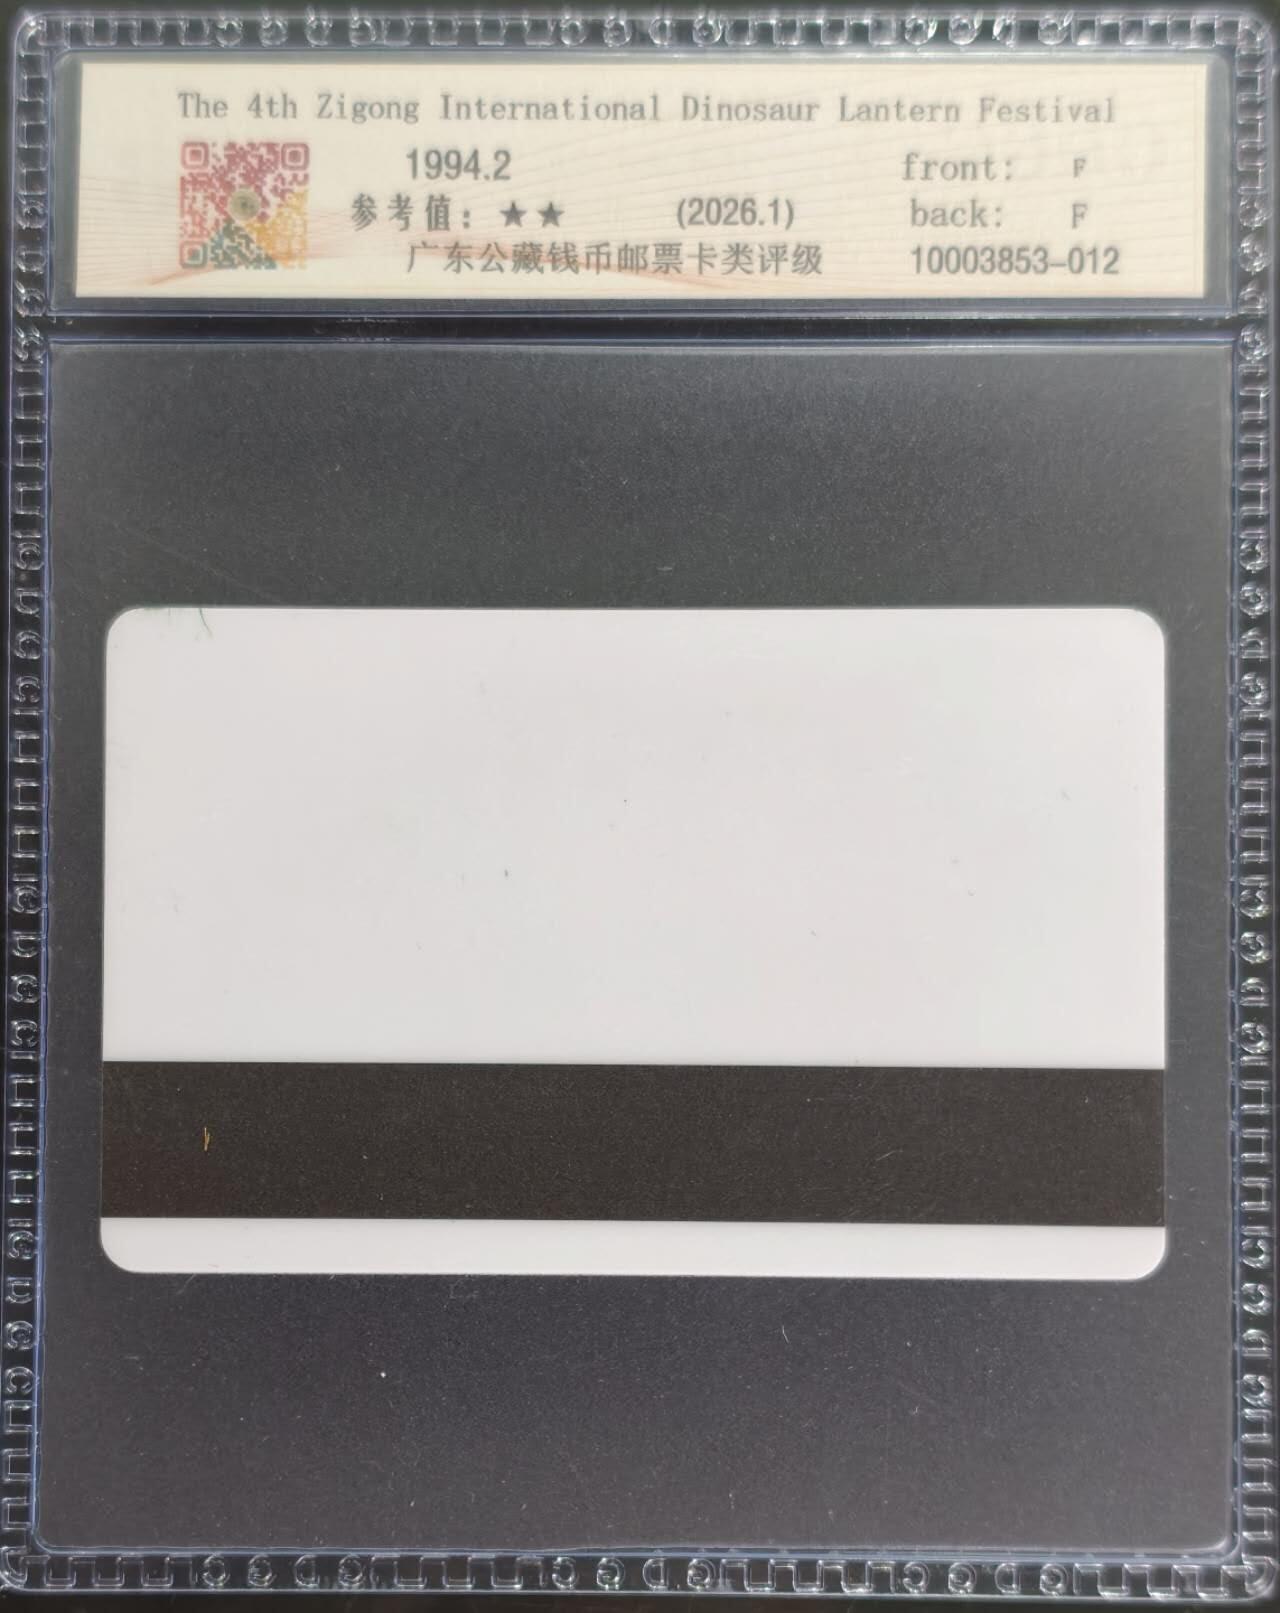 The 4th Zigong International Dinosaur Lantern Festival
1994.2 front: F
参考值：★★ (2026.1) back: F
广东公藏钱币邮票卡类评级 10003853-012